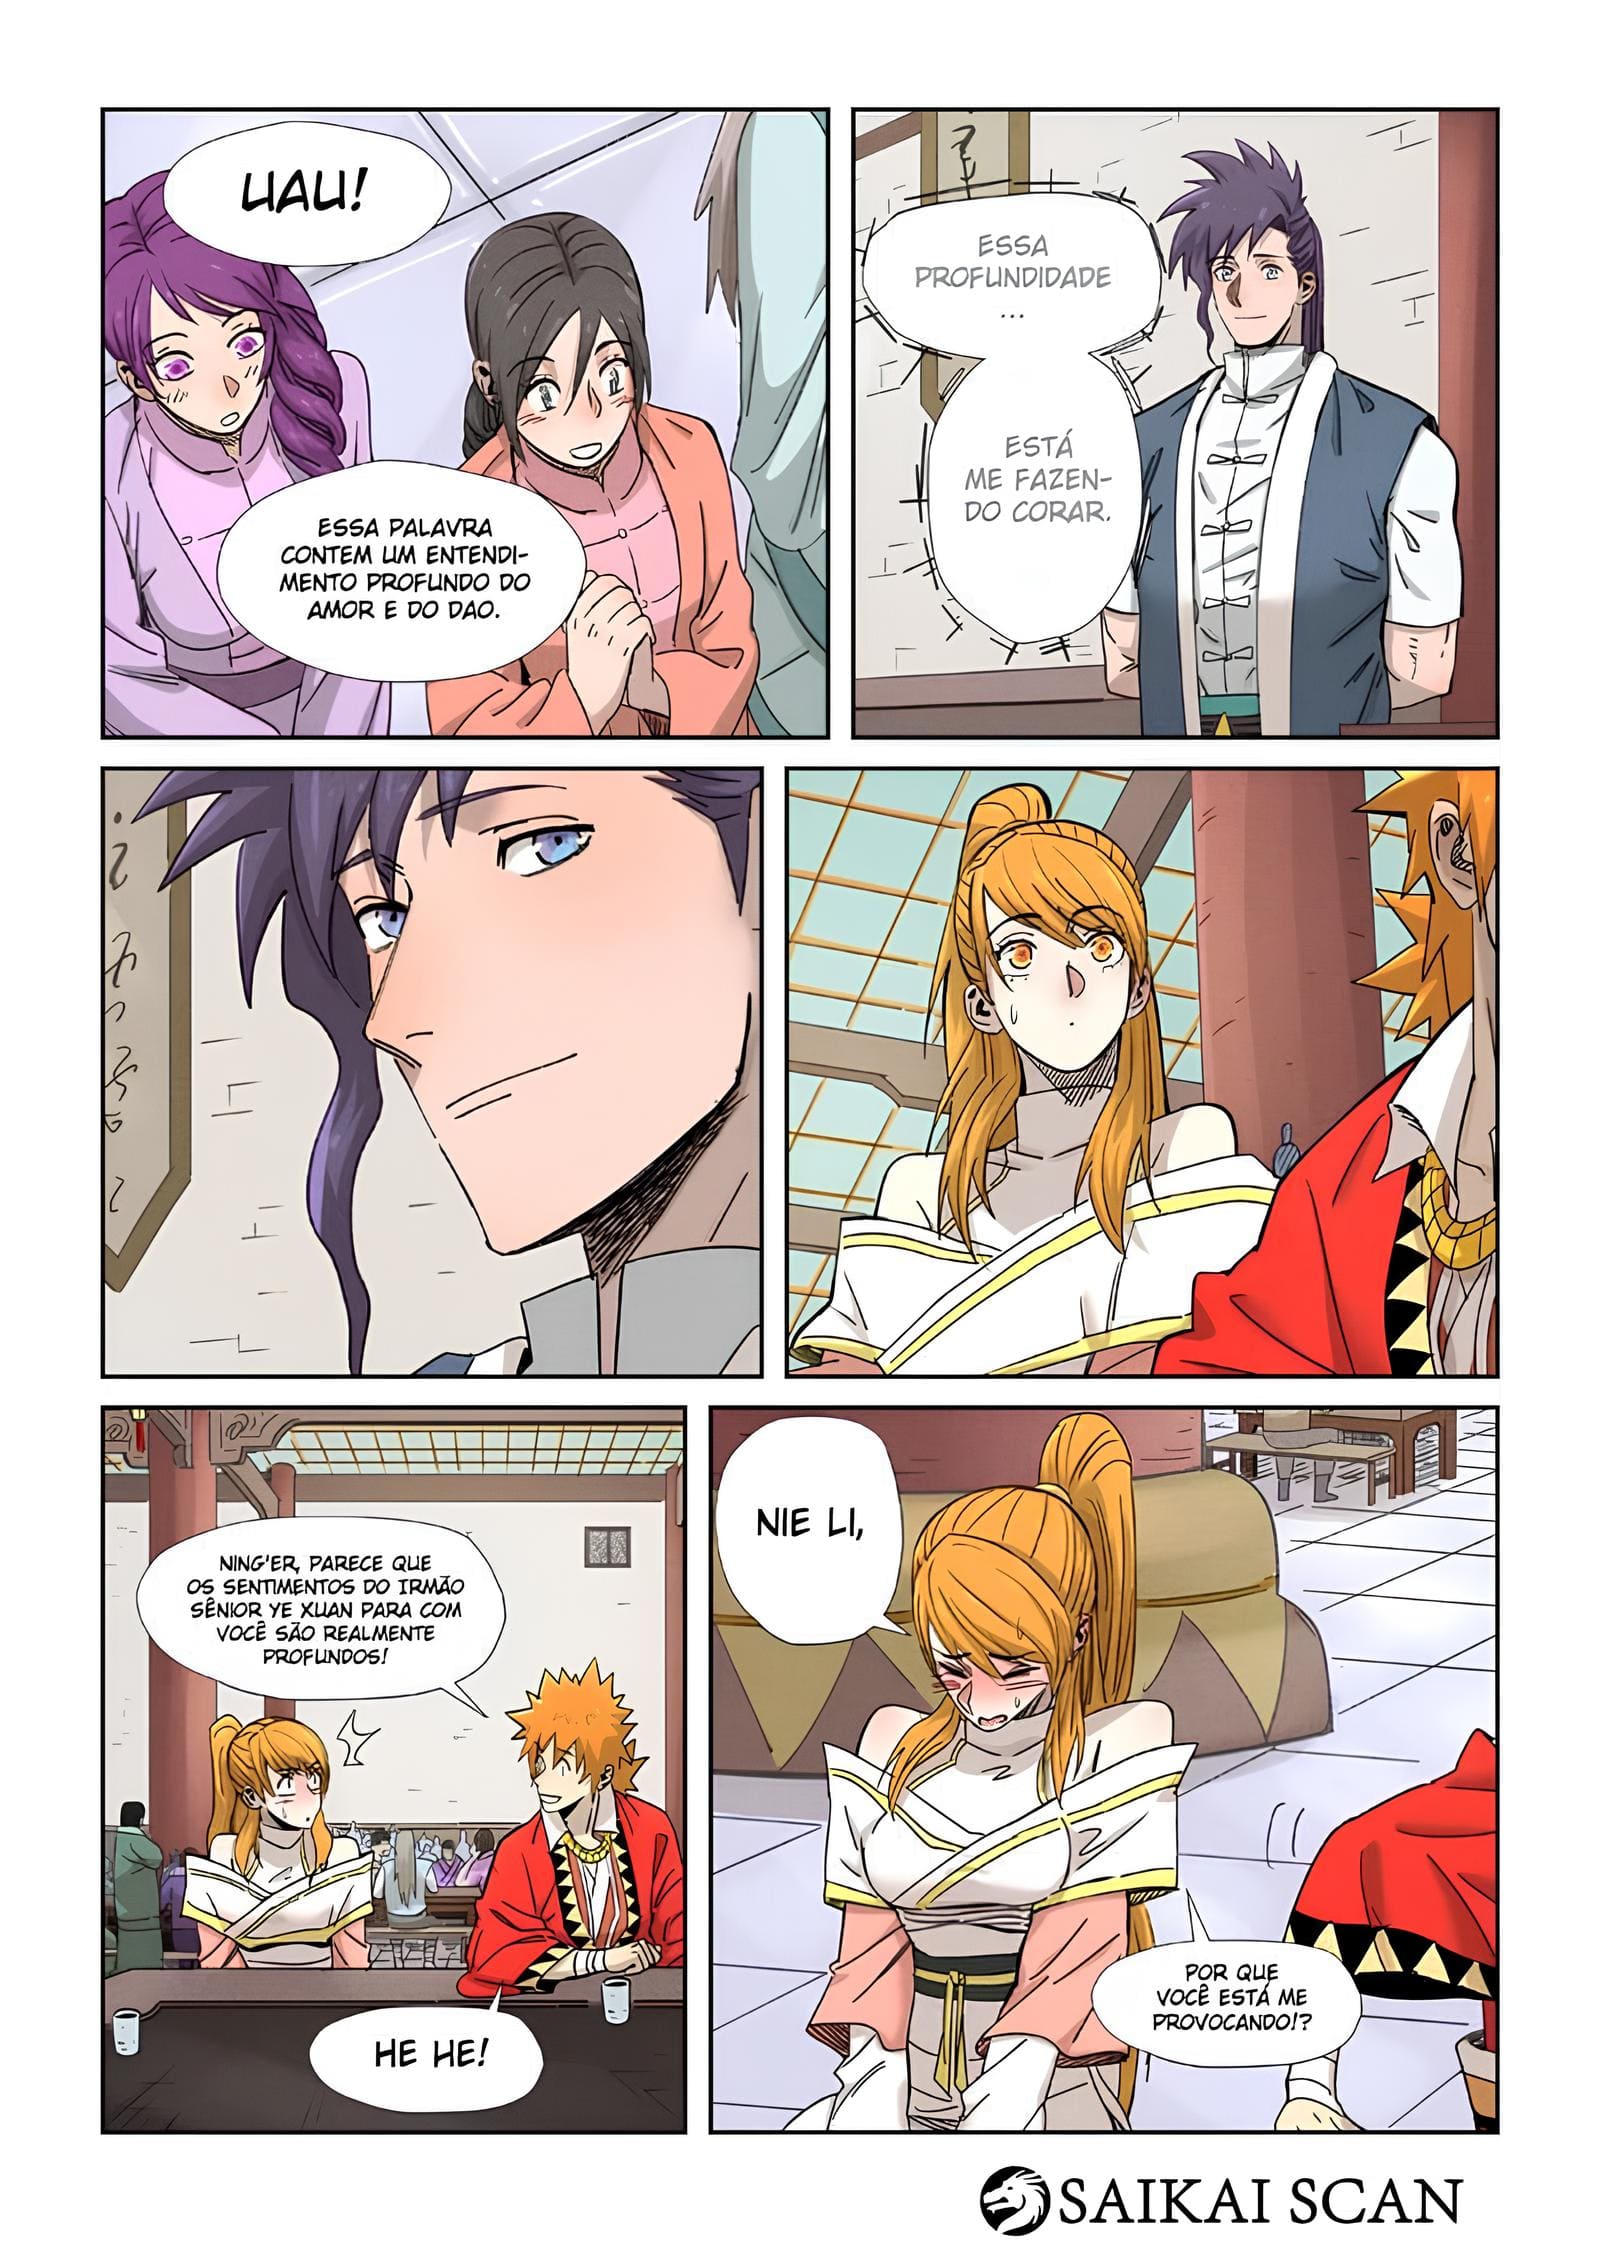 UAU!
ESSA PALAVRA
CONTEM UM ENTENDI-
MENTO PROFUNDO DO
AMOR E DO DAO.
ESSA
PROFUNDIDADE
...
ESTÁ
ME FAZEN-
DO CORAR.
NING'ER, PARECE QUE
OS SENTIMENTOS DO IRMÃO
SÊNIOR YE XUAN PARA COM
VOCÊ SÃO REALMENTE
PROFUNDOS!
HE HE!
NIE LI,
POR QUE
VOCÊ ESTÁ ME
PROVOCANDO!?
SAIKAI SCAN